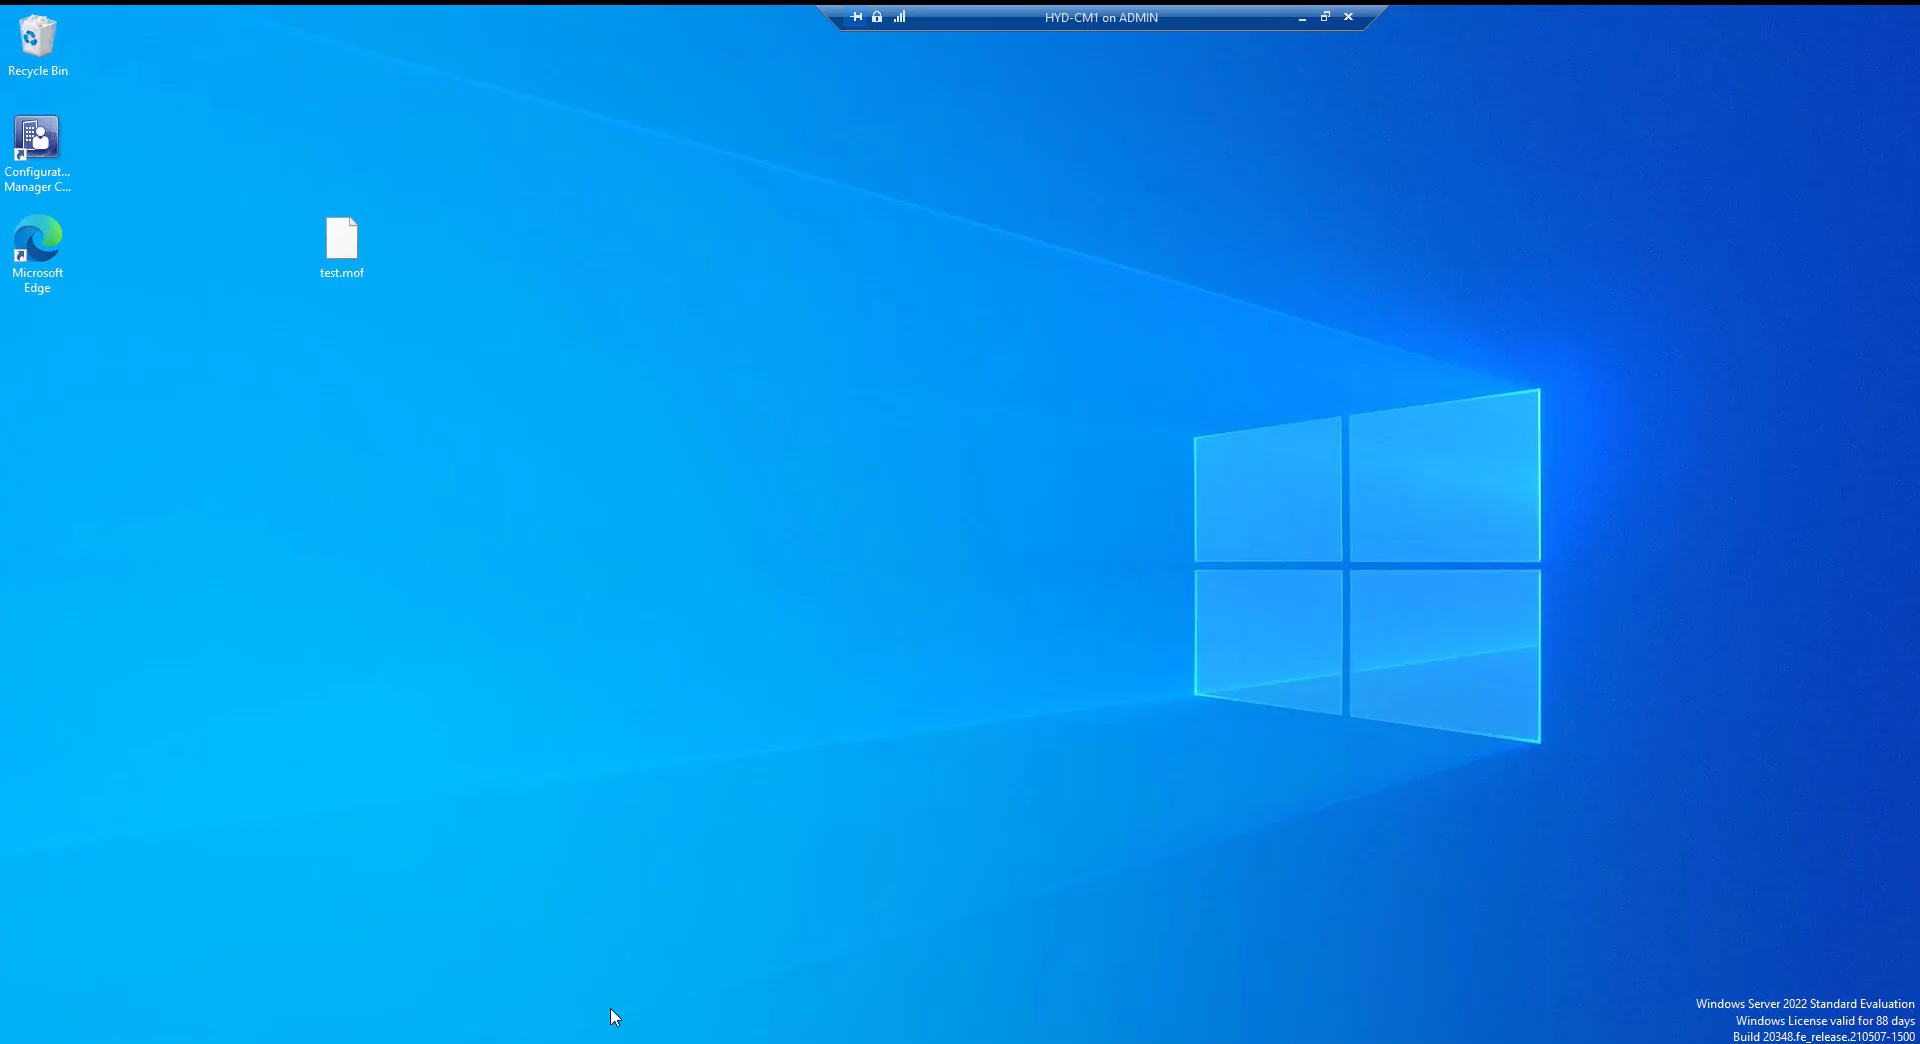 HYD-CM1 on ADMIN
Recycle Bin
Configurat...
Manager C...
Microsoft
Edge
test.mof
Windows Server 2022 Standard Evaluation
Windows License valid for 88 days
Build 20348.fe_release.210507-1500